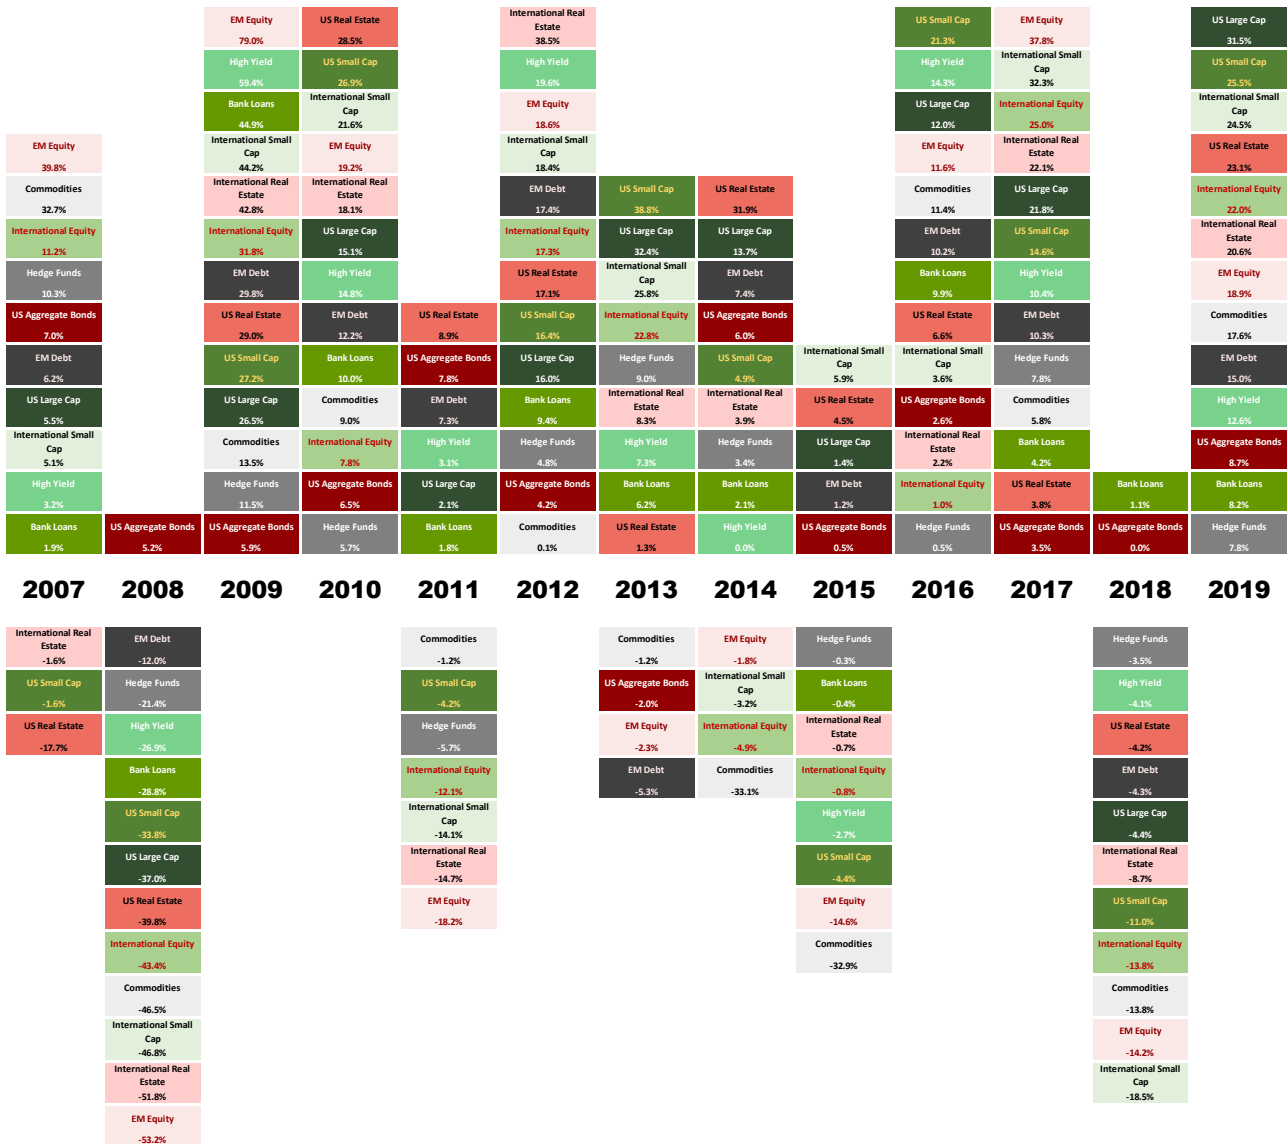 EM Equity
39.8%
Commodities
32.7%
International Equity
11.2%
Hedge Funds
10.3%
US Aggregate Bonds
7.0%
EM Debt
6.2%
US Large Cap
5.5%
International Small
Cap
5.1%
High Yield
3.2%
Bank Loans
1.9%
2007
International Real
Estate
-1.6%
US Small Cap
-1.6%
US Real Estate
-17.7%
US Aggregate Bonds
5.2%
2008
EM Debt
-12.0%
Hedge Funds
-21.4%
High Yield
-26.9%
Bank Loans
-28.8%
US Small Cap
-33.8%
US Large Cap
-37.0%
US Real Estate
-39.8%
International Equity
-43.4%
Commodities
-46.5%
International Small
Cap
-46.8%
International Real
Estate
-51.8%
EM Equity
-53.2%
EM Equity
79.0%
High Yield
59.4%
Bank Loans
44.9%
International Small
Cap
44.2%
International Real
Estate
42.8%
International Equity
31.8%
EM Debt
29.8%
US Real Estate
29.0%
US Small Cap
27.2%
US Large Cap
26.5%
Commodities
13.5%
Hedge Funds
11.5%
US Aggregate Bonds
5.9%
2009
US Real Estate
28.5%
US Small Cap
26.9%
International Small
Cap
21.6%
EM Equity
19.2%
International Real
Estate
18.1%
US Large Cap
15.1%
High Yield
14.8%
EM Debt
12.2%
Bank Loans
10.0%
Commodities
9.0%
International Equity
7.8%
US Aggregate Bonds
6.5%
Hedge Funds
5.7%
2010
US Real Estate
8.9%
US Aggregate Bonds
7.8%
EM Debt
7.3%
High Yield
3.1%
US Large Cap
2.1%
Bank Loans
1.8%
2011
Commodities
-1.2%
US Small Cap
-4.2%
Hedge Funds
-5.7%
International Equity
-12.1%
International Small
Cap
-14.1%
International Real
Estate
-14.7%
EM Equity
-18.2%
International Real
Estate
38.5%
High Yield
19.6%
EM Equity
18.6%
International Small
Cap
18.4%
EM Debt
17.4%
International Equity
17.3%
US Real Estate
17.1%
US Small Cap
16.4%
US Large Cap
16.0%
Bank Loans
9.4%
Hedge Funds
4.8%
US Aggregate Bonds
4.2%
Commodities
0.1%
2012
US Small Cap
38.8%
US Large Cap
32.4%
International Small
Cap
25.8%
International Equity
22.8%
Hedge Funds
9.0%
International Real
Estate
8.3%
High Yield
7.3%
Bank Loans
6.2%
US Real Estate
1.3%
2013
Commodities
-1.2%
US Aggregate Bonds
-2.0%
EM Equity
-2.3%
EM Debt
-5.3%
US Real Estate
31.9%
US Large Cap
13.7%
EM Debt
7.4%
US Aggregate Bonds
6.0%
US Small Cap
4.9%
International Real
Estate
3.9%
Hedge Funds
3.4%
Bank Loans
2.1%
High Yield
0.0%
2014
EM Equity
-1.8%
International Small
Cap
-3.2%
International Equity
-4.9%
Commodities
-33.1%
International Small
Cap
5.9%
US Real Estate
4.5%
US Large Cap
1.4%
EM Debt
1.2%
US Aggregate Bonds
0.5%
2015
Hedge Funds
-0.3%
Bank Loans
-0.4%
International Real
Estate
-0.7%
International Equity
-0.8%
High Yield
-2.7%
US Small Cap
-4.4%
EM Equity
-14.6%
Commodities
-32.9%
US Small Cap
21.3%
High Yield
14.3%
US Large Cap
12.0%
EM Equity
11.6%
Commodities
11.4%
EM Debt
10.2%
Bank Loans
9.9%
US Real Estate
6.6%
International Small
Cap
3.6%
US Aggregate Bonds
2.6%
International Real
Estate
2.2%
International Equity
1.0%
Hedge Funds
0.5%
2016
EM Equity
37.8%
International Small
Cap
32.3%
International Equity
25.0%
International Real
Estate
22.1%
US Large Cap
21.8%
US Small Cap
14.6%
High Yield
10.4%
EM Debt
10.3%
Hedge Funds
7.8%
Commodities
5.8%
Bank Loans
4.2%
US Real Estate
3.8%
US Aggregate Bonds
3.5%
2017
Bank Loans
1.1%
US Aggregate Bonds
0.0%
2018
Hedge Funds
-3.5%
High Yield
-4.1%
US Real Estate
-4.2%
EM Debt
-4.3%
US Large Cap
-4.4%
International Real
Estate
-8.7%
US Small Cap
-11.0%
International Equity
-13.8%
Commodities
-13.8%
EM Equity
-14.2%
International Small
Cap
-18.5%
US Large Cap
31.5%
US Small Cap
25.5%
International Small
Cap
24.5%
US Real Estate
23.1%
International Equity
22.0%
International Real
Estate
20.6%
EM Equity
18.9%
Commodities
17.6%
EM Debt
15.0%
High Yield
12.6%
US Aggregate Bonds
8.7%
Bank Loans
8.2%
Hedge Funds
7.8%
2019